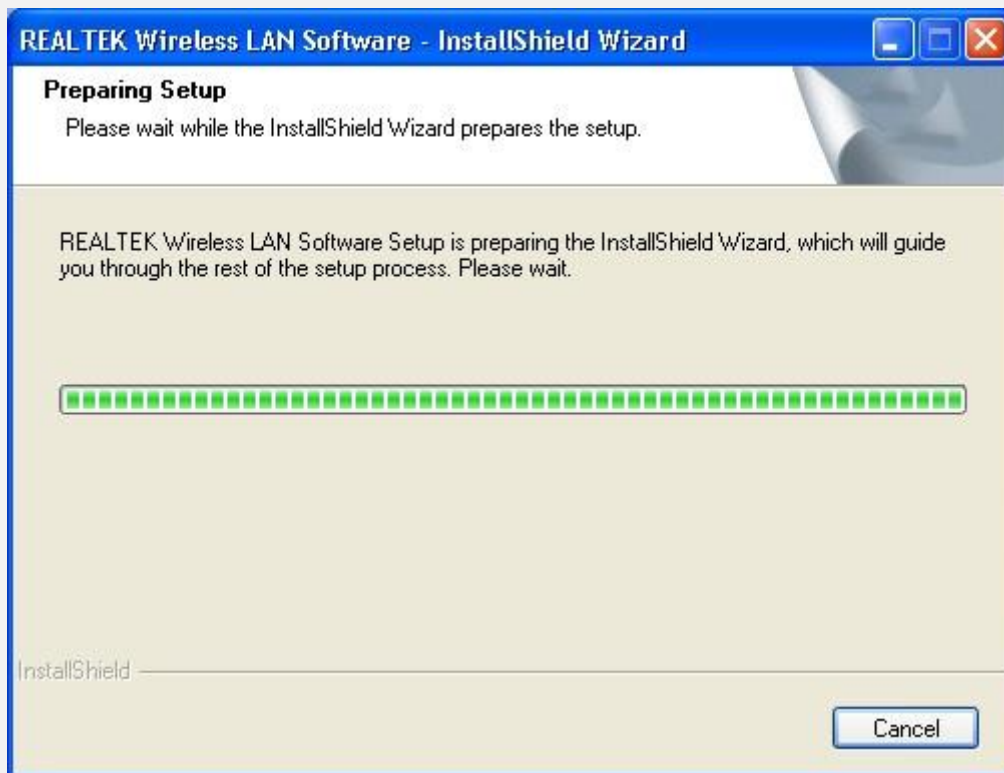 REALTEK Wireless LAN Software - InstallShield Wizard
Preparing Setup
Please wait while the InstallShield Wizard prepares the setup.
REALTEK Wireless LAN Software Setup is preparing the InstallShield Wizard, which will guide
you through the rest of the setup process. Please wait.
InstallShield
Cancel